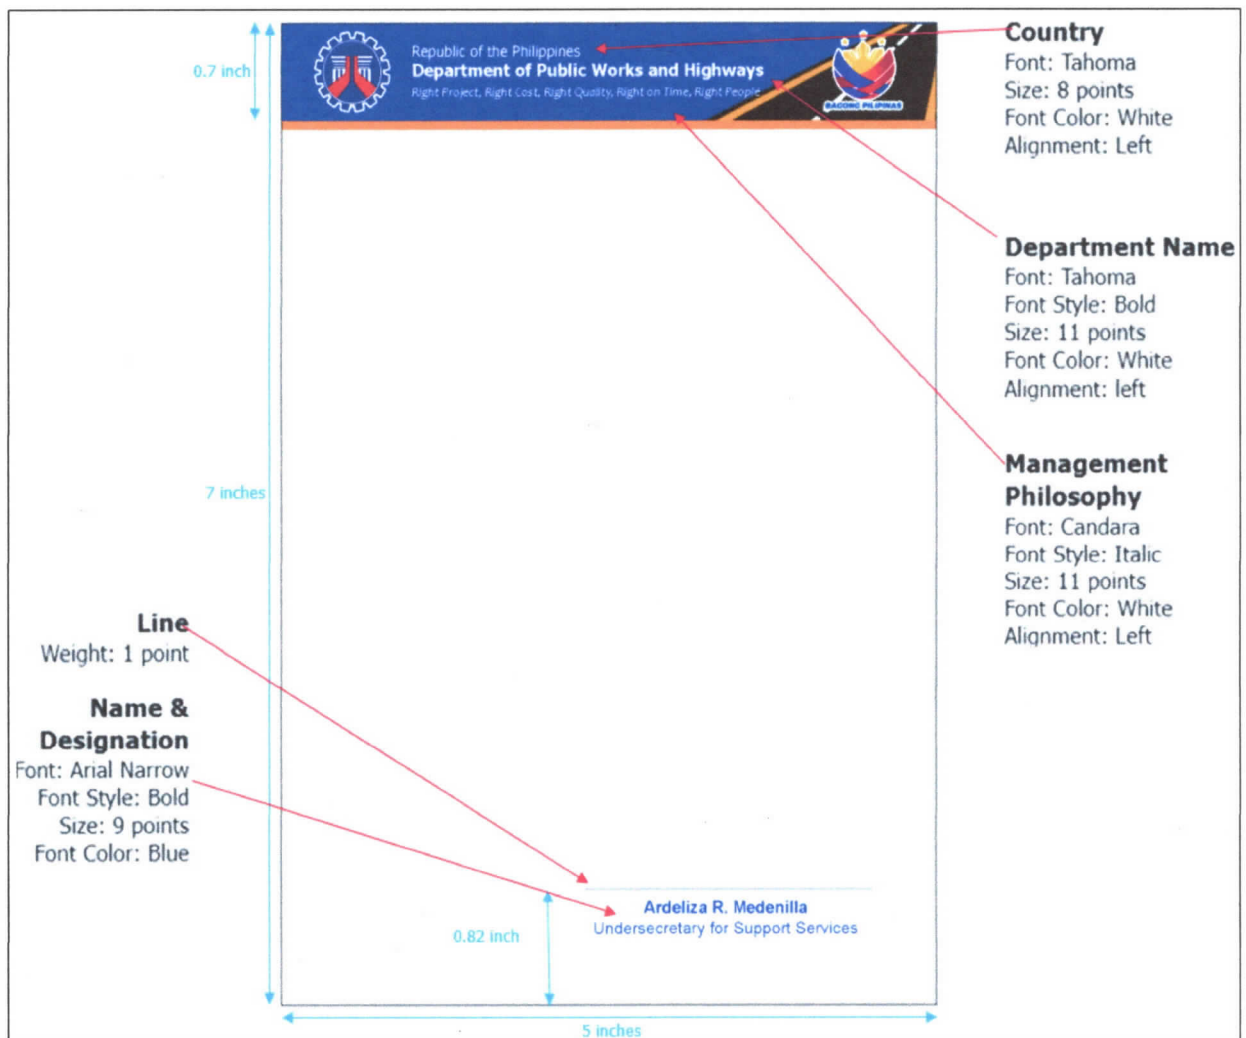 0.7 inch
Republic of the Philippines
Department of Public Works and Highways
Right Project, Right Cost, Right Quality, Right on Time, Right People
BAGONG PILIPINAS
Country
Font: Tahoma
Size: 8 points
Font Color: White
Alignment: Left
Department Name
Font: Tahoma
Font Style: Bold
Size: 11 points
Font Color: White
Alignment: left
Management
Philosophy
Font: Candara
Font Style: Italic
Size: 11 points
Font Color: White
Alignment: Left
7 inches
Line
Weight: 1 point
Name &
Designation
Font: Arial Narrow
Font Style: Bold
Size: 9 points
Font Color: Blue
Ardeliza R. Medenilla
Undersecretary for Support Services
0.82 inch
5 inches